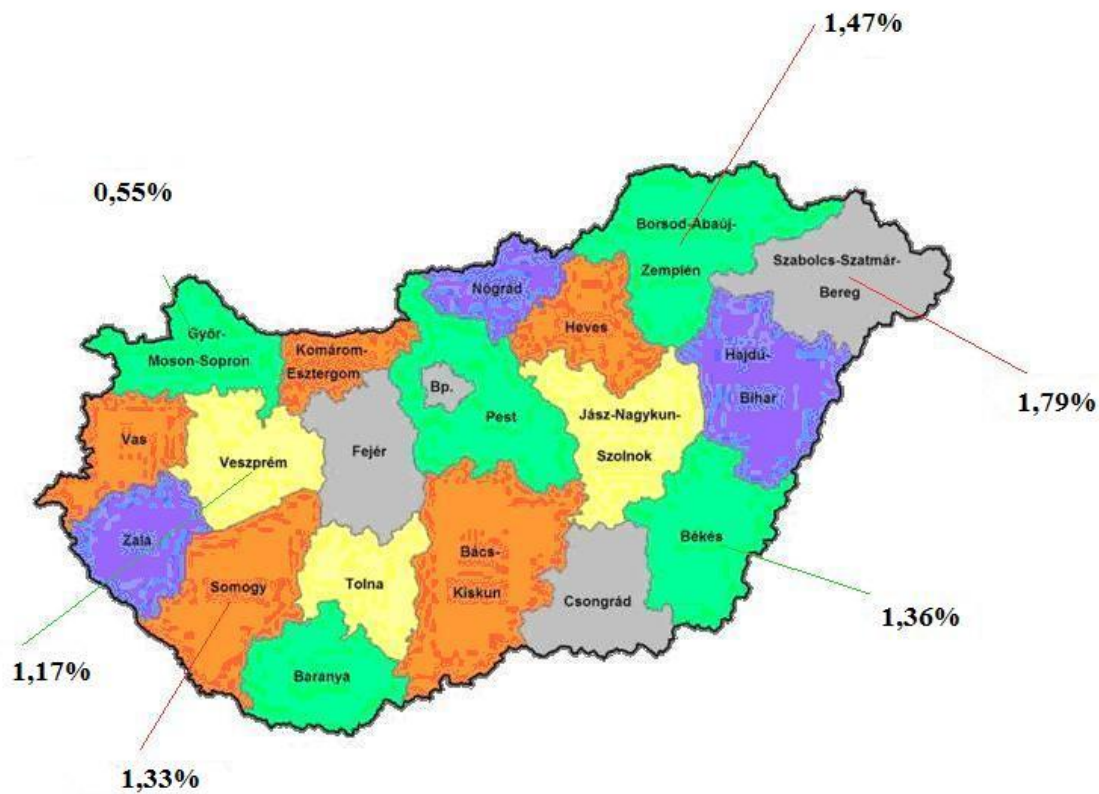 1,47%
0,55%
Borsod-Abaúj-
Zemplén
Szabolcs-Szatmár-
Bereg
Nógrád
Heves
Győr-
Moson-Sopron
Komárom-
Esztergom
Hajdú-
Bihar
Bp.
Pest
1,79%
Jász-Nagykun-
Szolnok
Vas
Veszprém
Fejér
Zala
Békés
Somogy
Tolna
Bács-
Kiskun
Csongrád
1,36%
1,17%
Baranya
1,33%